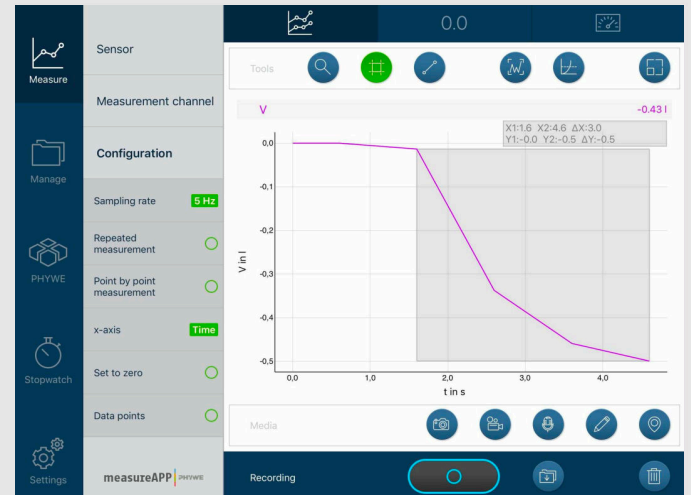 Measure
Manage
PHYWE
Stopwatch
Settings
Sensor
Measurement channel
Configuration
Sampling rate 5 Hz
Repeated
measurement
Point by point
measurement
x-axis Time
Set to zero
Data points
measureAPP PHYWE
0.0
Tools
V -0.43 l
X1:1.6 X2:4.6 ΔX:3.0
Y1:-0.0 Y2:-0.5 ΔY:-0.5
0,0
-0,1
-0,2
-0,3
-0,4
-0,5
V in l
0,0 1,0 2,0 3,0 4,0
t in s
Media
Recording